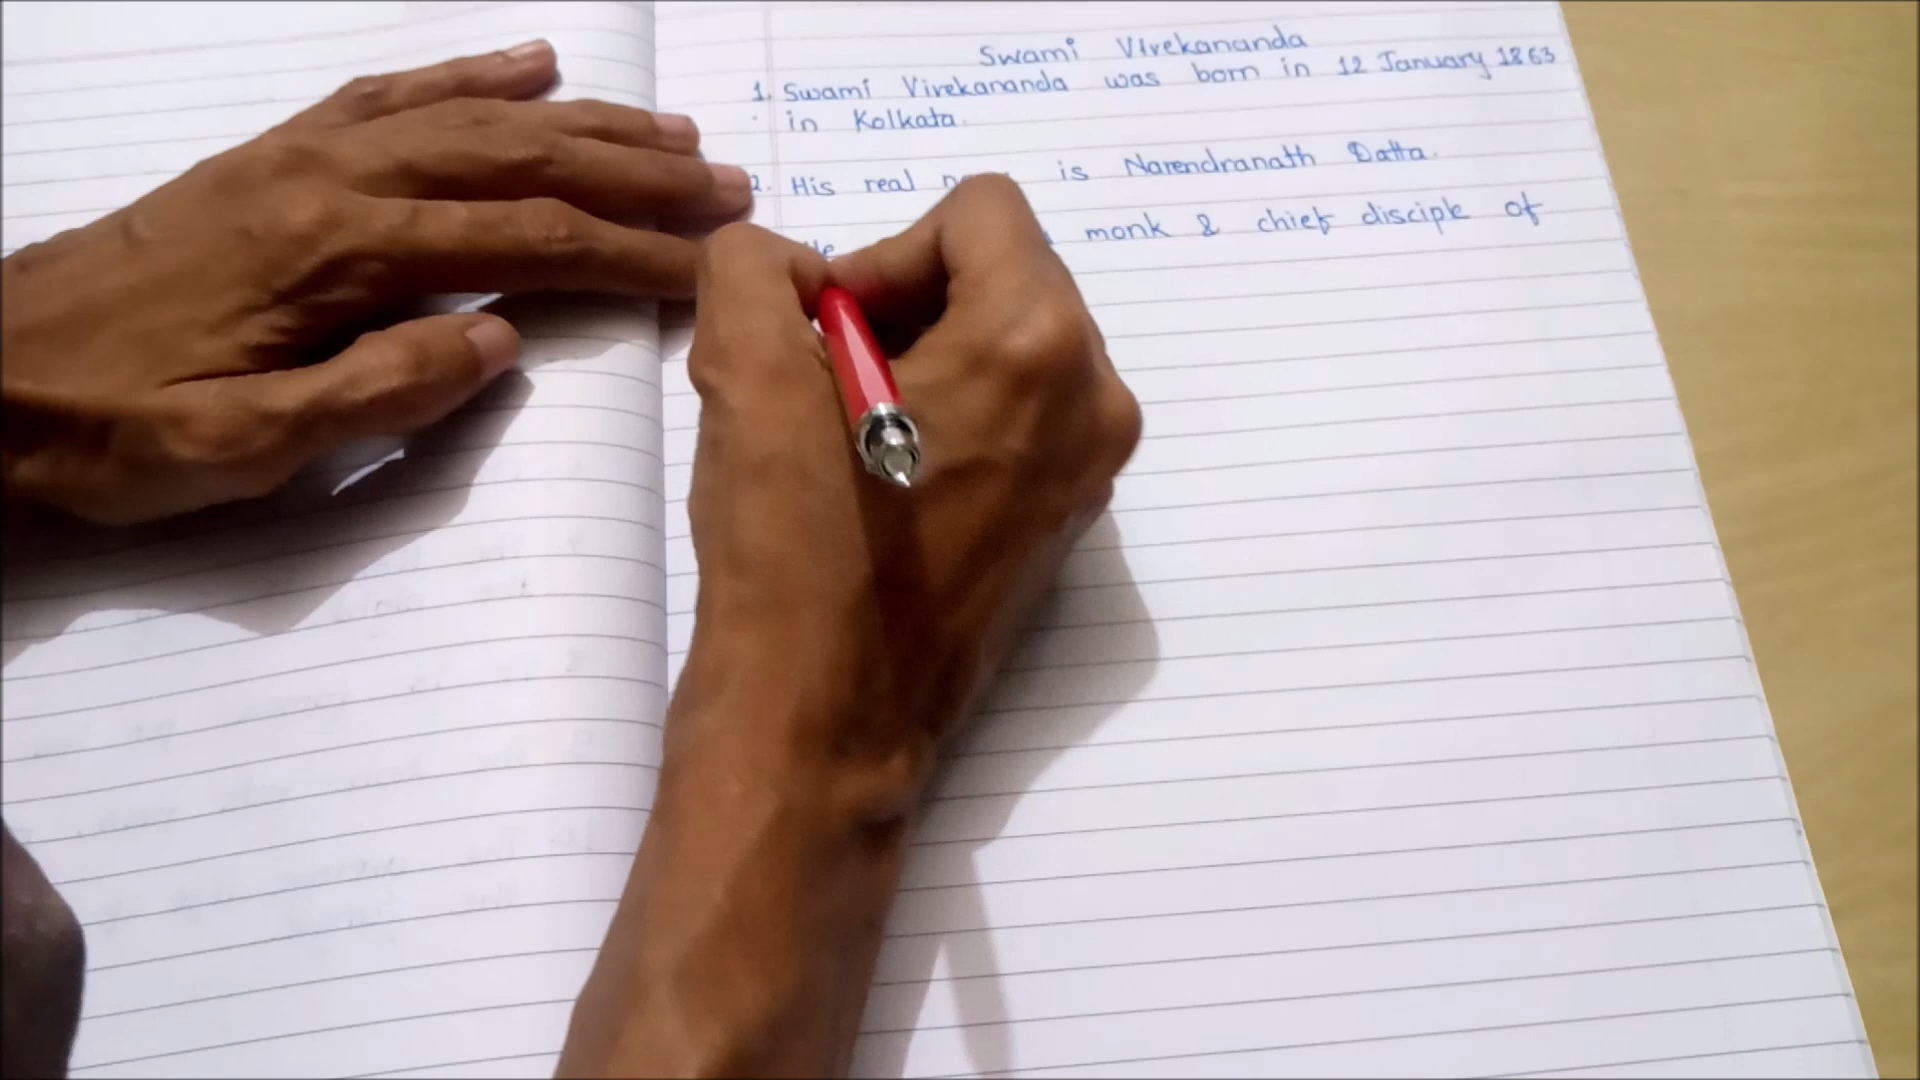 Swami Vivekananda
1. Swami Vivekananda was born in 12 January 1863
in Kolkata.
2. His real is Narendranath Datta.
He monk & chief disciple of